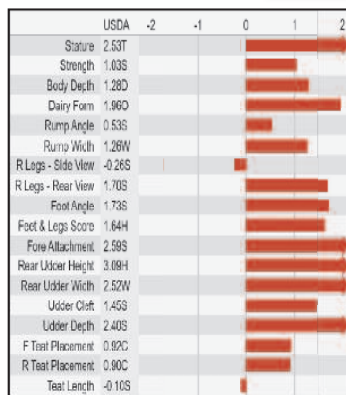 USDA -2 -1 0 1 2
Stature 2.53T
Strength 1.03S
Body Depth 1.28D
Dairy Form 1.96O
Rump Angle 0.53S
Rump Width 1.26W
R Legs - Side View -0.26S
R Legs - Rear View 1.70S
Foot Angle 1.73S
Feet & Legs Score 1.64H
Fore Attachment 2.59S
Rear Udder Height 3.09H
Rear Udder Width 2.52W
Udder Cleft 1.45S
Udder Depth 2.40S
F Teat Placement 0.92C
R Teat Placement 0.90C
Teat Length -0.10S